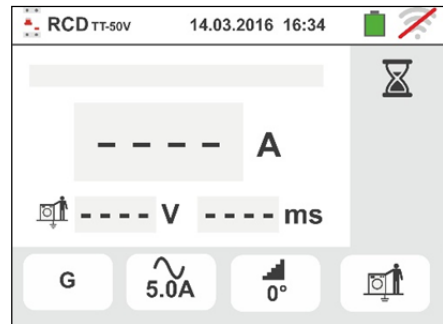 RCD TT-50V 14.03.2016 16:34
- - - - A
- - - - V - - - - ms
G 5.0A 0°